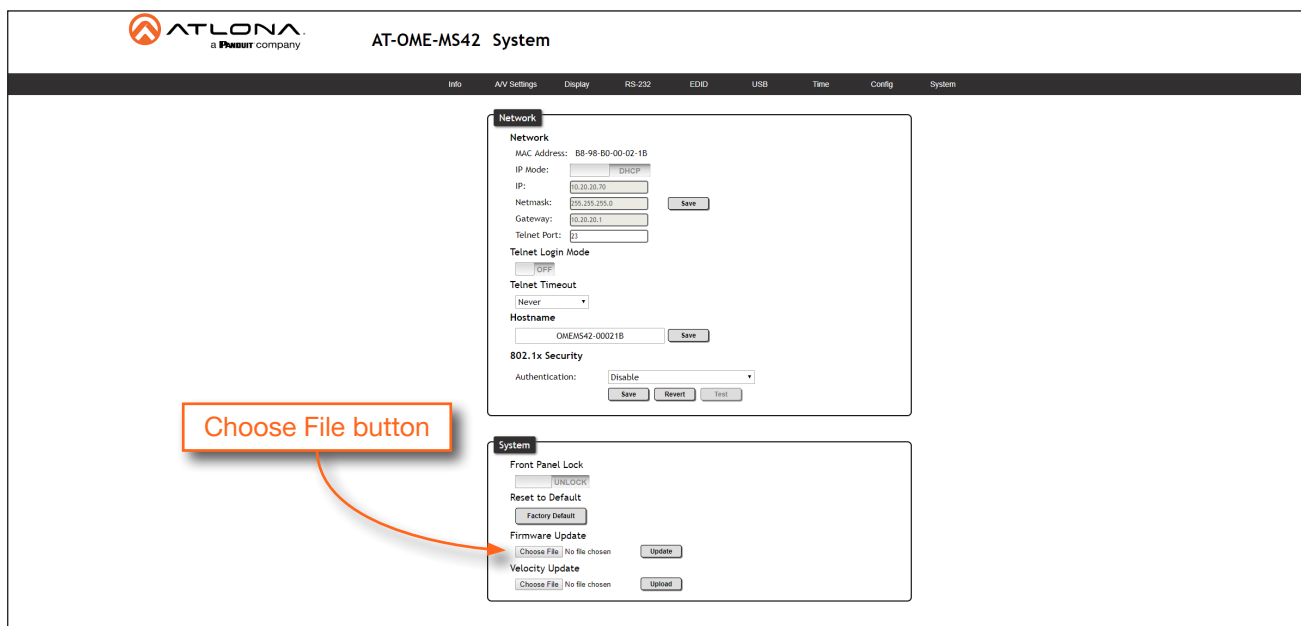 ATLONA.
a PANDUIT company
AT-OME-MS42 System
Info A/V Settings Display RS-232 EDID USB Time Config System
Network
Network
MAC Address: B8-98-B0-00-02-1B
IP Mode: DHCP
IP: 10.20.20.70
Netmask: 255.255.255.0 Save
Gateway: 10.20.20.1
Telnet Port: 23
Telnet Login Mode
OFF
Telnet Timeout
Never
Hostname
OMEMS42-00021B Save
802.1x Security
Authentication: Disable
Save Revert Test
Choose File button
System
Front Panel Lock
UNLOCK
Reset to Default
Factory Default
Firmware Update
Choose File No file chosen Update
Velocity Update
Choose File No file chosen Upload